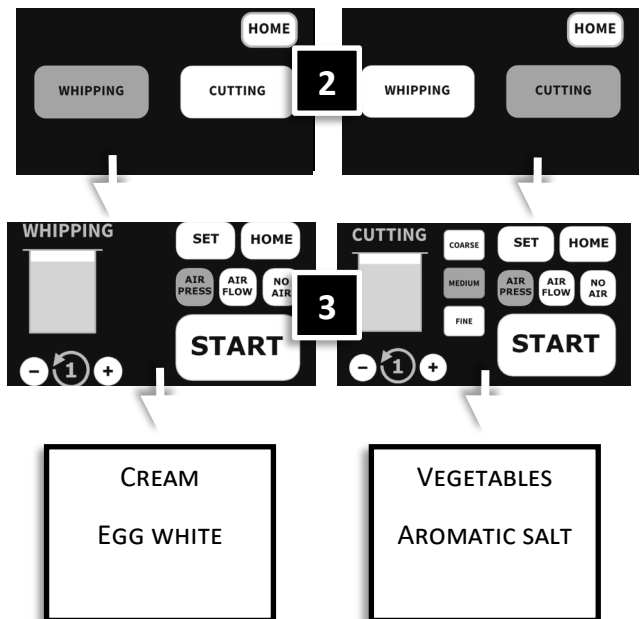 HOME
WHIPPING
CUTTING
2
HOME
WHIPPING
CUTTING
WHIPPING
SET
HOME
AIR
PRESS
AIR
FLOW
NO
AIR
START
- 1 +
3
CUTTING
COARSE
MEDIUM
FINE
SET
HOME
AIR
PRESS
AIR
FLOW
NO
AIR
START
- 1 +
CREAM
EGG WHITE
VEGETABLES
AROMATIC SALT